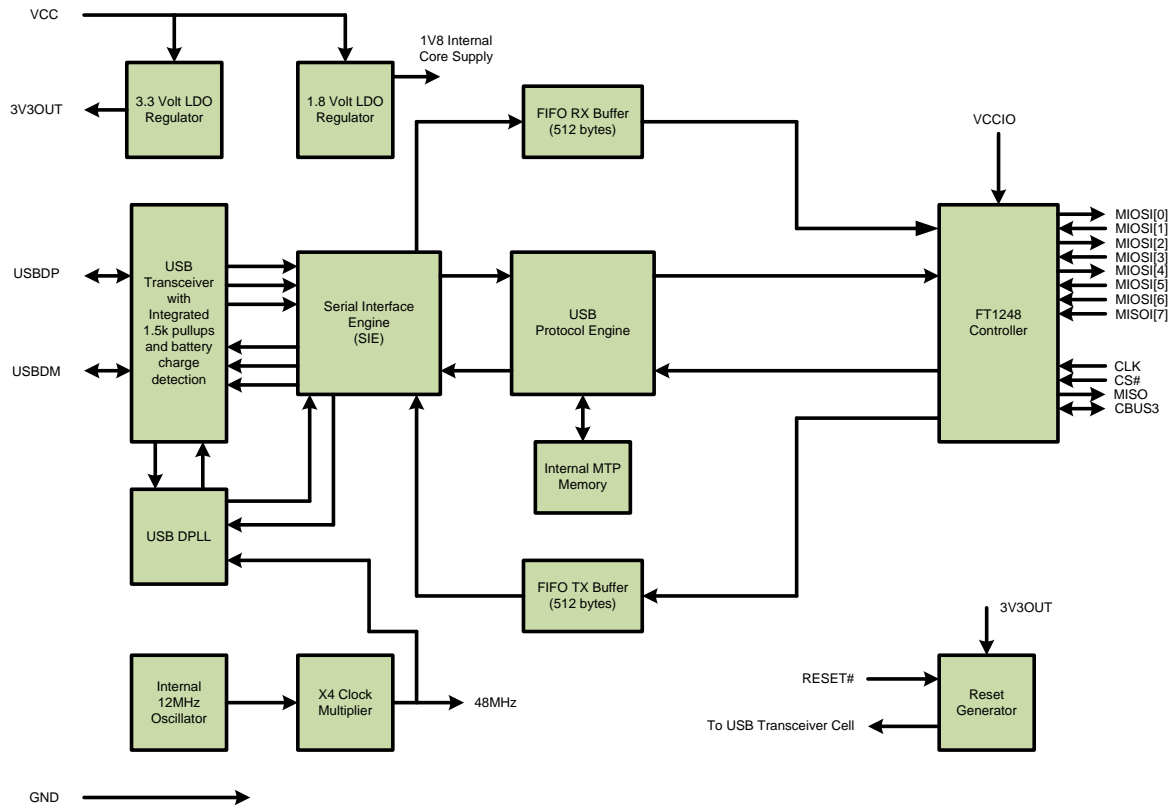 VCC
1V8 Internal
Core Supply
3V3OUT
3.3 Volt LDO
Regulator
1.8 Volt LDO
Regulator
FIFO RX Buffer
(512 bytes)
VCCIO
USBDP
USBDM
USB
Transceiver
with
Integrated
1.5k pullups
and battery
charge
detection
Serial Interface
Engine
(SIE)
USB
Protocol Engine
FT1248
Controller
MIOSI[0]
MIOSI[1]
MIOSI[2]
MIOSI[3]
MIOSI[4]
MIOSI[5]
MIOSI[6]
MISOI[7]
CLK
CS#
MISO
CBUS3
Internal MTP
Memory
USB DPLL
FIFO TX Buffer
(512 bytes)
3V3OUT
Internal
12MHz
Oscillator
X4 Clock
Multiplier
48MHz
RESET#
Reset
Generator
To USB Transceiver Cell
GND